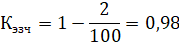 Кэзч = 1 − 2/100 = 0,98